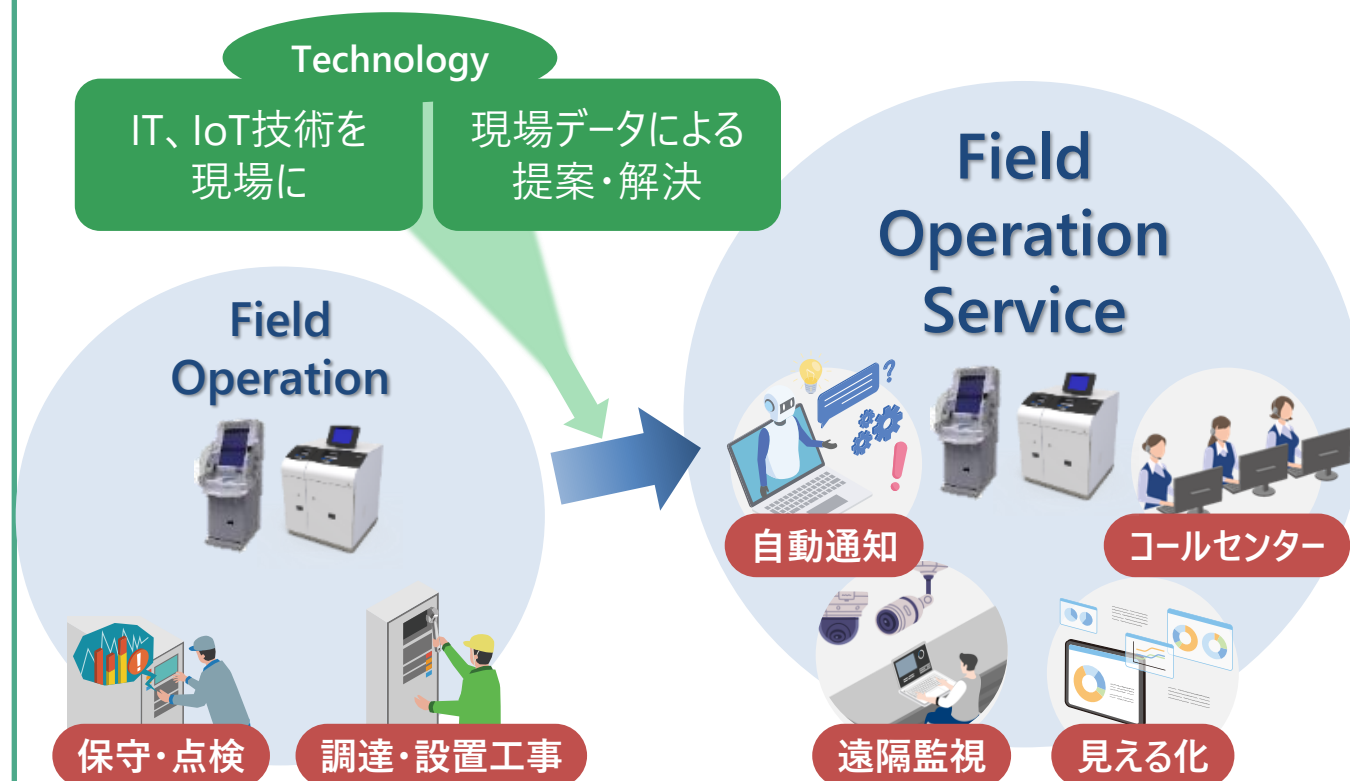 Technology
IT、IoT技術を
現場に
現場データによる
提案・解決
Field
Operation
保守・点検
調達・設置工事
Field
Operation
Service
自動通知
コールセンター
遠隔監視
見える化